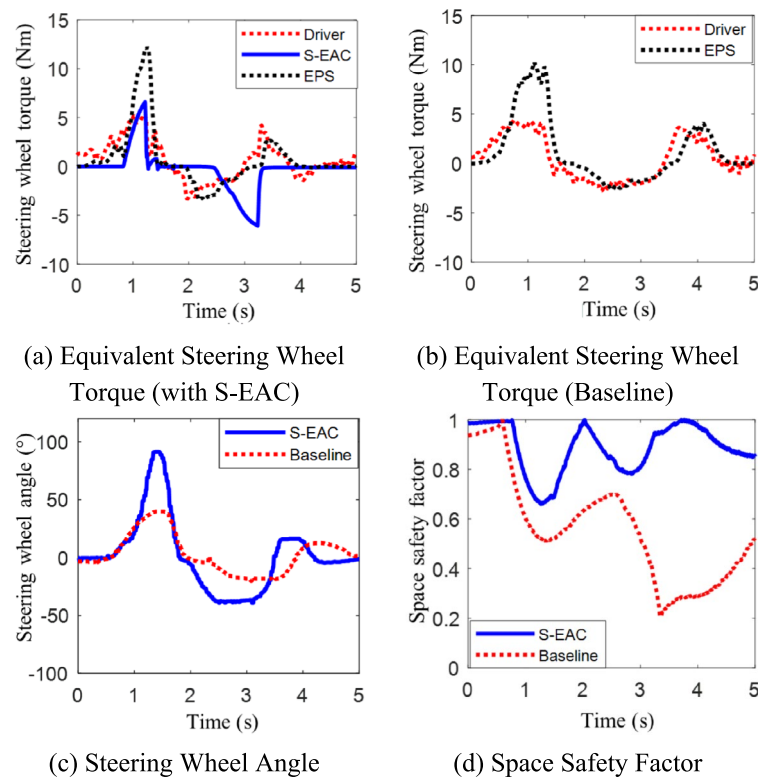 Steering wheel torque (Nm)
15
10
5
0
-5
-10
0 1 2 3 4 5
Time (s)
Driver
S-EAC
EPS
(a) Equivalent Steering Wheel
Torque (with S-EAC)
Steering wheel torque (Nm)
15
10
5
0
-5
10
0 1 2 3 4 5
Time (s)
Driver
EPS
(b) Equivalent Steering Wheel
Torque (Baseline)
Steering wheel angle (°)
100
50
0
-50
-100
0 1 2 3 4 5
Time (s)
S-EAC
Baseline
(c) Steering Wheel Angle
Space safety factor
1
0.8
0.6
0.4
0.2
0
0 1 2 3 4 5
Time (s)
S-EAC
Baseline
(d) Space Safety Factor